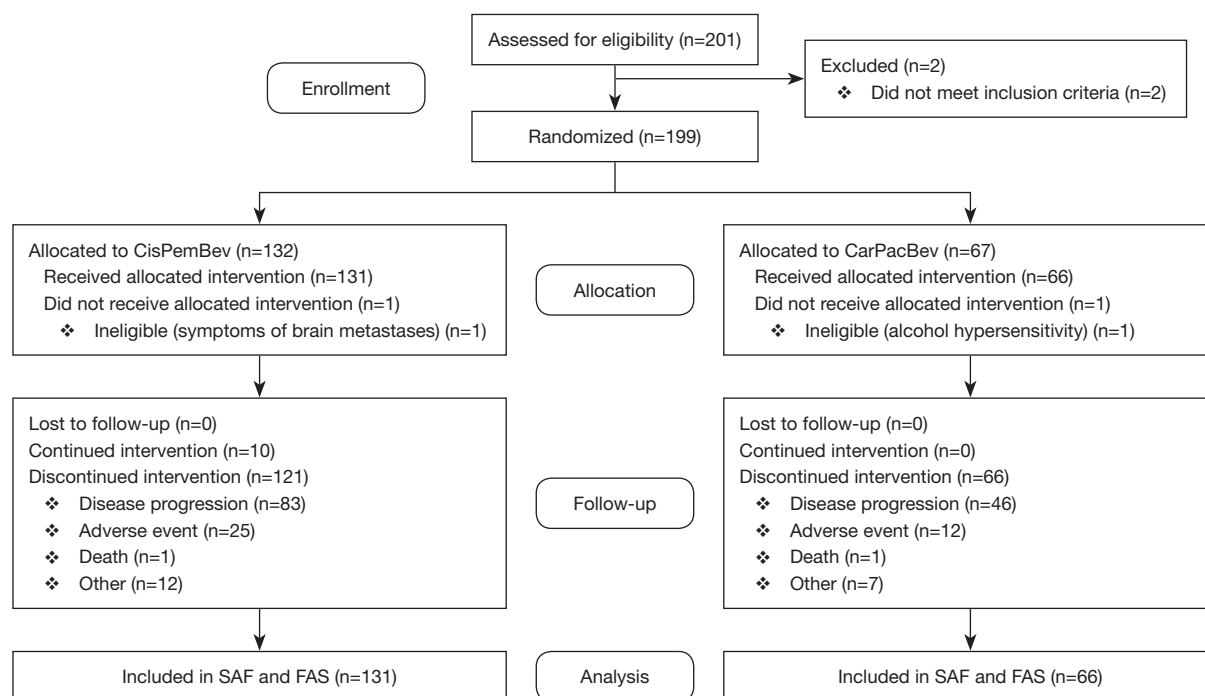 Assessed for eligibility (n=201)
Enrollment
Excluded (n=2)
❖ Did not meet inclusion criteria (n=2)
Randomized (n=199)
Allocated to CisPemBev (n=132)
Received allocated intervention (n=131)
Did not receive allocated intervention (n=1)
❖ Ineligible (symptoms of brain metastases) (n=1)
Allocation
Allocated to CarPacBev (n=67)
Received allocated intervention (n=66)
Did not receive allocated intervention (n=1)
❖ Ineligible (alcohol hypersensitivity) (n=1)
Lost to follow-up (n=0)
Continued intervention (n=10)
Discontinued intervention (n=121)
❖ Disease progression (n=83)
❖ Adverse event (n=25)
❖ Death (n=1)
❖ Other (n=12)
Follow-up
Lost to follow-up (n=0)
Continued intervention (n=0)
Discontinued intervention (n=66)
❖ Disease progression (n=46)
❖ Adverse event (n=12)
❖ Death (n=1)
❖ Other (n=7)
Included in SAF and FAS (n=131)
Analysis
Included in SAF and FAS (n=66)